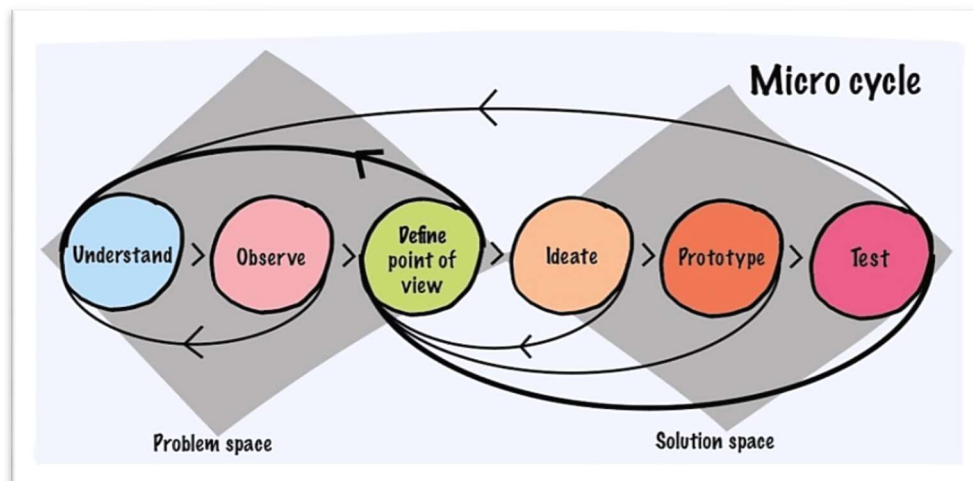 Micro cycle
Understand
Observe
Define
point of
view
Ideate
Prototype
Test
Problem space
Solution space